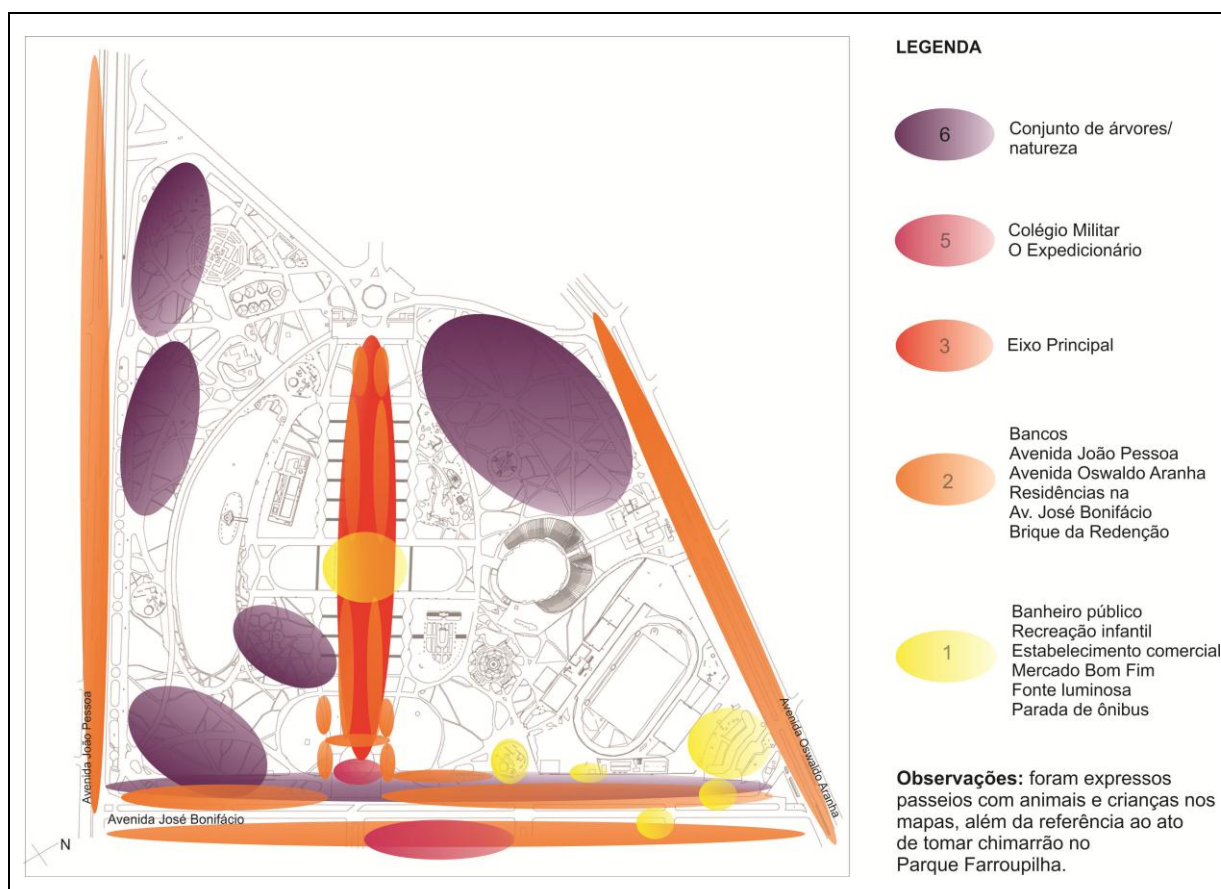 LEGENDA
6
Conjunto de árvores/
natureza
5
Colégio Militar
O Expedicionário
3
Eixo Principal
2
Bancos
Avenida João Pessoa
Avenida Oswaldo Aranha
Residências na
Av. José Bonifácio
Brique da Redenção
1
Banheiro público
Recreação infantil
Estabelecimento comercial
Mercado Bom Fim
Fonte luminosa
Parada de ônibus
Observações: foram expressos
passeios com animais e crianças nos
mapas, além da referência ao ato
de tomar chimarrão no
Parque Farroupilha.
Avenida João Pessoa
Avenida Oswaldo Aranha
Avenida José Bonifácio
N